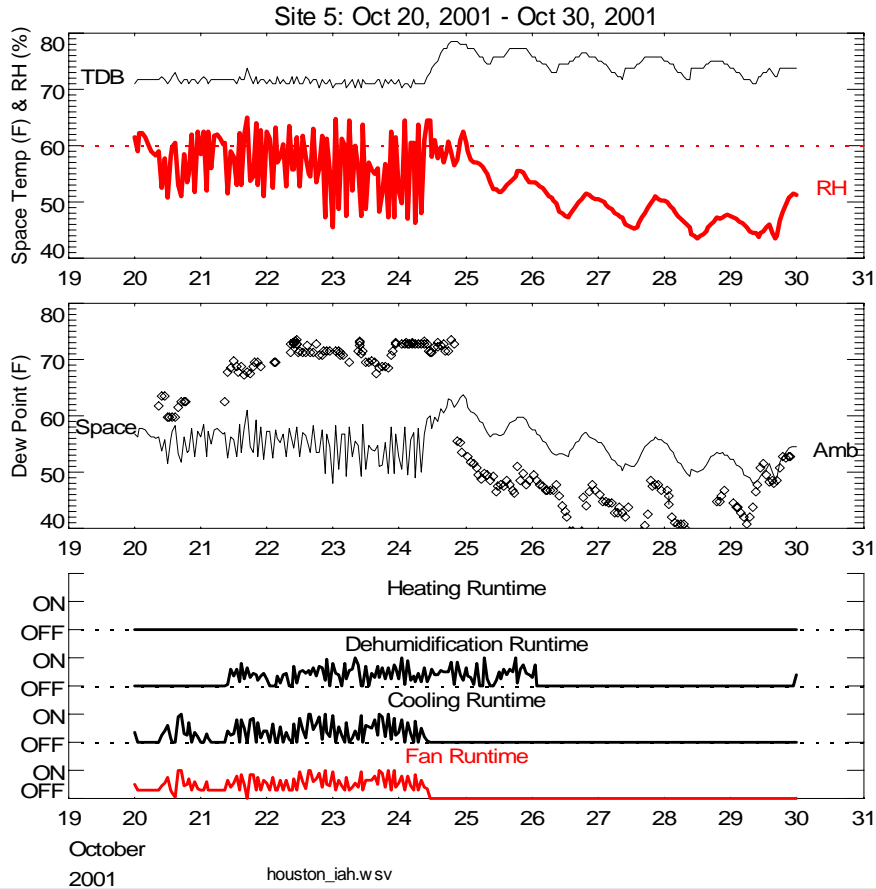 Site 5: Oct 20, 2001 - Oct 30, 2001
Space Temp (F) & RH (%)
80
70
60
50
40
TDB
RH
19 20 21 22 23 24 25 26 27 28 29 30 31
Dew Point (F)
80
70
60
50
40
Space
Amb
19 20 21 22 23 24 25 26 27 28 29 30 31
Heating Runtime
ON
OFF
Dehumidification Runtime
ON
OFF
Cooling Runtime
ON
OFF
Fan Runtime
ON
OFF
19 20 21 22 23 24 25 26 27 28 29 30 31
October
2001
houston_iah.wsv